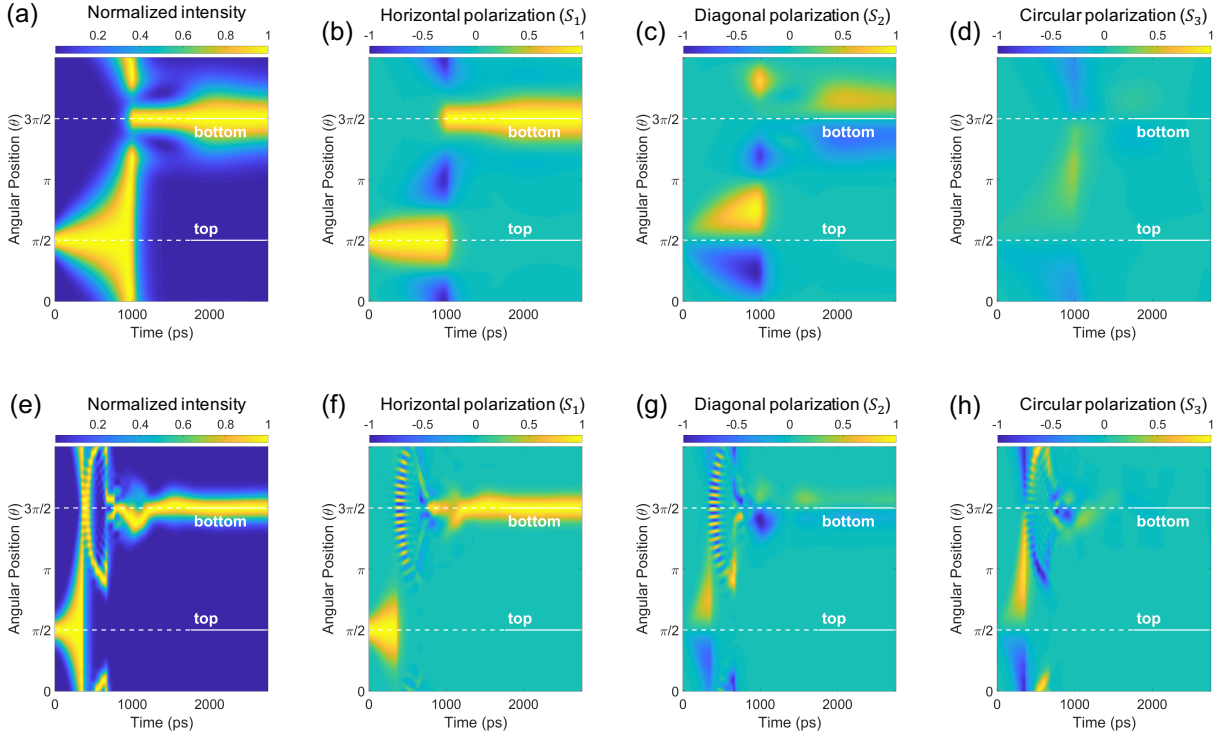 (a) Normalized intensity
0.2 0.4 0.6 0.8 1
Angular Position (θ)
3π/2
π
π/2
0
bottom
top
0 1000 2000
Time (ps)
(b) Horizontal polarization (S₁)
-1 -0.5 0 0.5 1
Angular Position (θ)
3π/2
π
π/2
0
bottom
top
0 1000 2000
Time (ps)
(c) Diagonal polarization (S₂)
-1 -0.5 0 0.5 1
Angular Position (θ)
3π/2
π
π/2
0
bottom
top
0 1000 2000
Time (ps)
(d) Circular polarization (S₃)
-1 -0.5 0 0.5 1
Angular Position (θ)
3π/2
π
π/2
0
bottom
top
0 1000 2000
Time (ps)
(e) Normalized intensity
0.2 0.4 0.6 0.8 1
Angular Position (θ)
3π/2
π
π/2
0
bottom
top
0 1000 2000
Time (ps)
(f) Horizontal polarization (S₁)
-1 -0.5 0 0.5 1
Angular Position (θ)
3π/2
π
π/2
0
bottom
top
0 1000 2000
Time (ps)
(g) Diagonal polarization (S₂)
-1 -0.5 0 0.5 1
Angular Position (θ)
3π/2
π
π/2
0
bottom
top
0 1000 2000
Time (ps)
(h) Circular polarization (S₃)
-1 -0.5 0 0.5 1
Angular Position (θ)
3π/2
π
π/2
0
bottom
top
0 1000 2000
Time (ps)